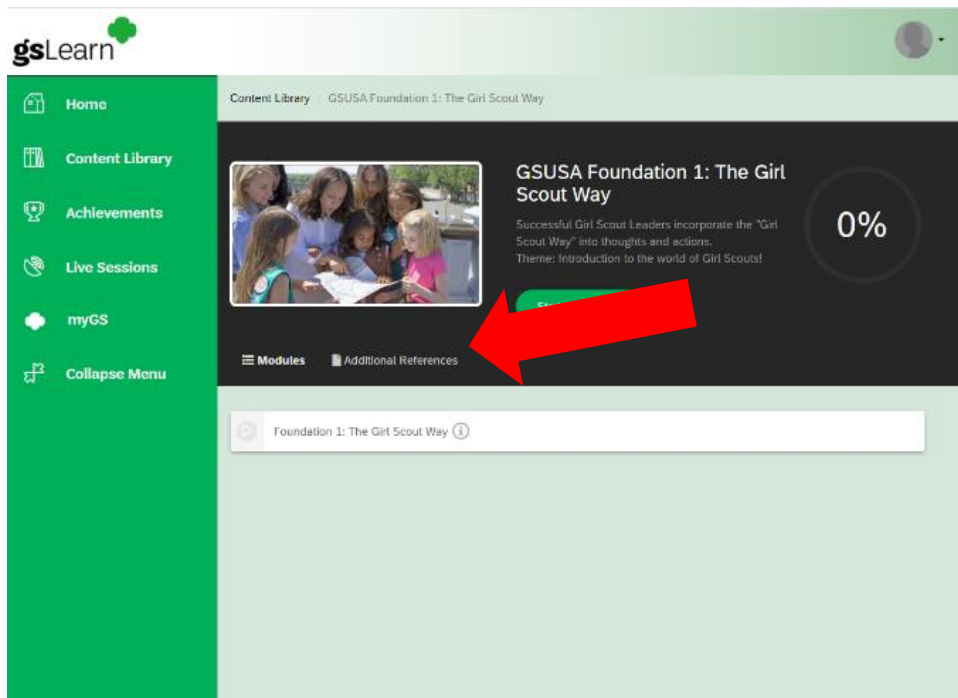 gsLearn
Home
Content Library
Achievements
Live Sessions
myGS
Collapse Menu
Content Library / GSUSA Foundation 1: The Girl Scout Way
GSUSA Foundation 1: The Girl
Scout Way
Successful Girl Scout Leaders incorporate the "Girl
Scout Way" into thoughts and actions.
Theme: Introduction to the world of Girl Scouts!
0%
Modules
Additional References
Foundation 1: The Girl Scout Way